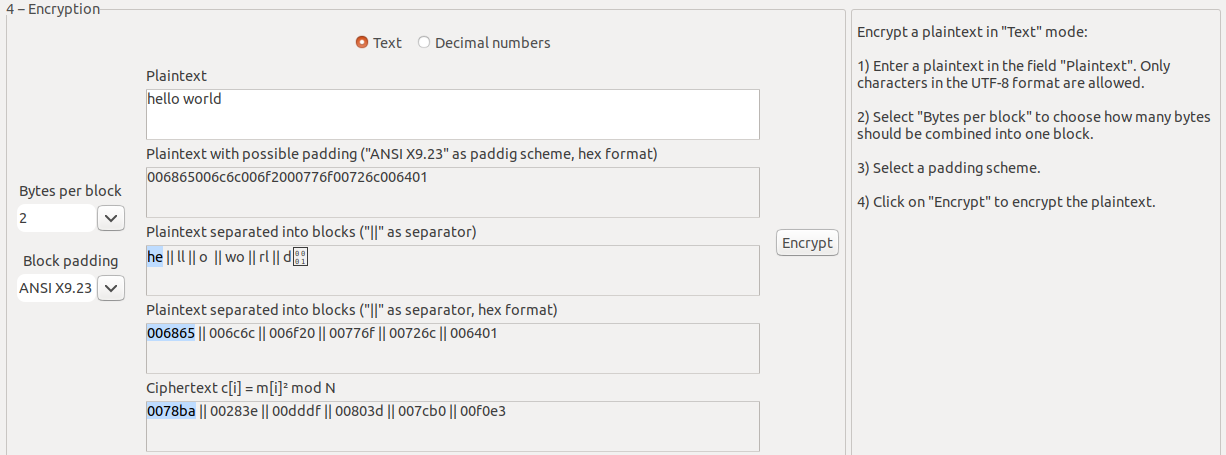 4 – Encryption
Text
Decimal numbers
Plaintext
hello world
Plaintext with possible padding ("ANSI X9.23" as paddig scheme, hex format)
006865006c6c006f2000776f00726c006401
Bytes per block
2
Plaintext separated into blocks ("||" as separator)
he || ll || o  || wo || rl || d
00
01
Block padding
ANSI X9.23
Plaintext separated into blocks ("||" as separator, hex format)
006865 || 006c6c || 006f20 || 00776f || 00726c || 006401
Ciphertext c[i] = m[i]² mod N
0078ba || 00283e || 00dddf || 00803d || 007cb0 || 00f0e3
Encrypt
Encrypt a plaintext in "Text" mode:
1) Enter a plaintext in the field "Plaintext". Only
characters in the UTF-8 format are allowed.
2) Select "Bytes per block" to choose how many bytes
should be combined into one block.
3) Select a padding scheme.
4) Click on "Encrypt" to encrypt the plaintext.